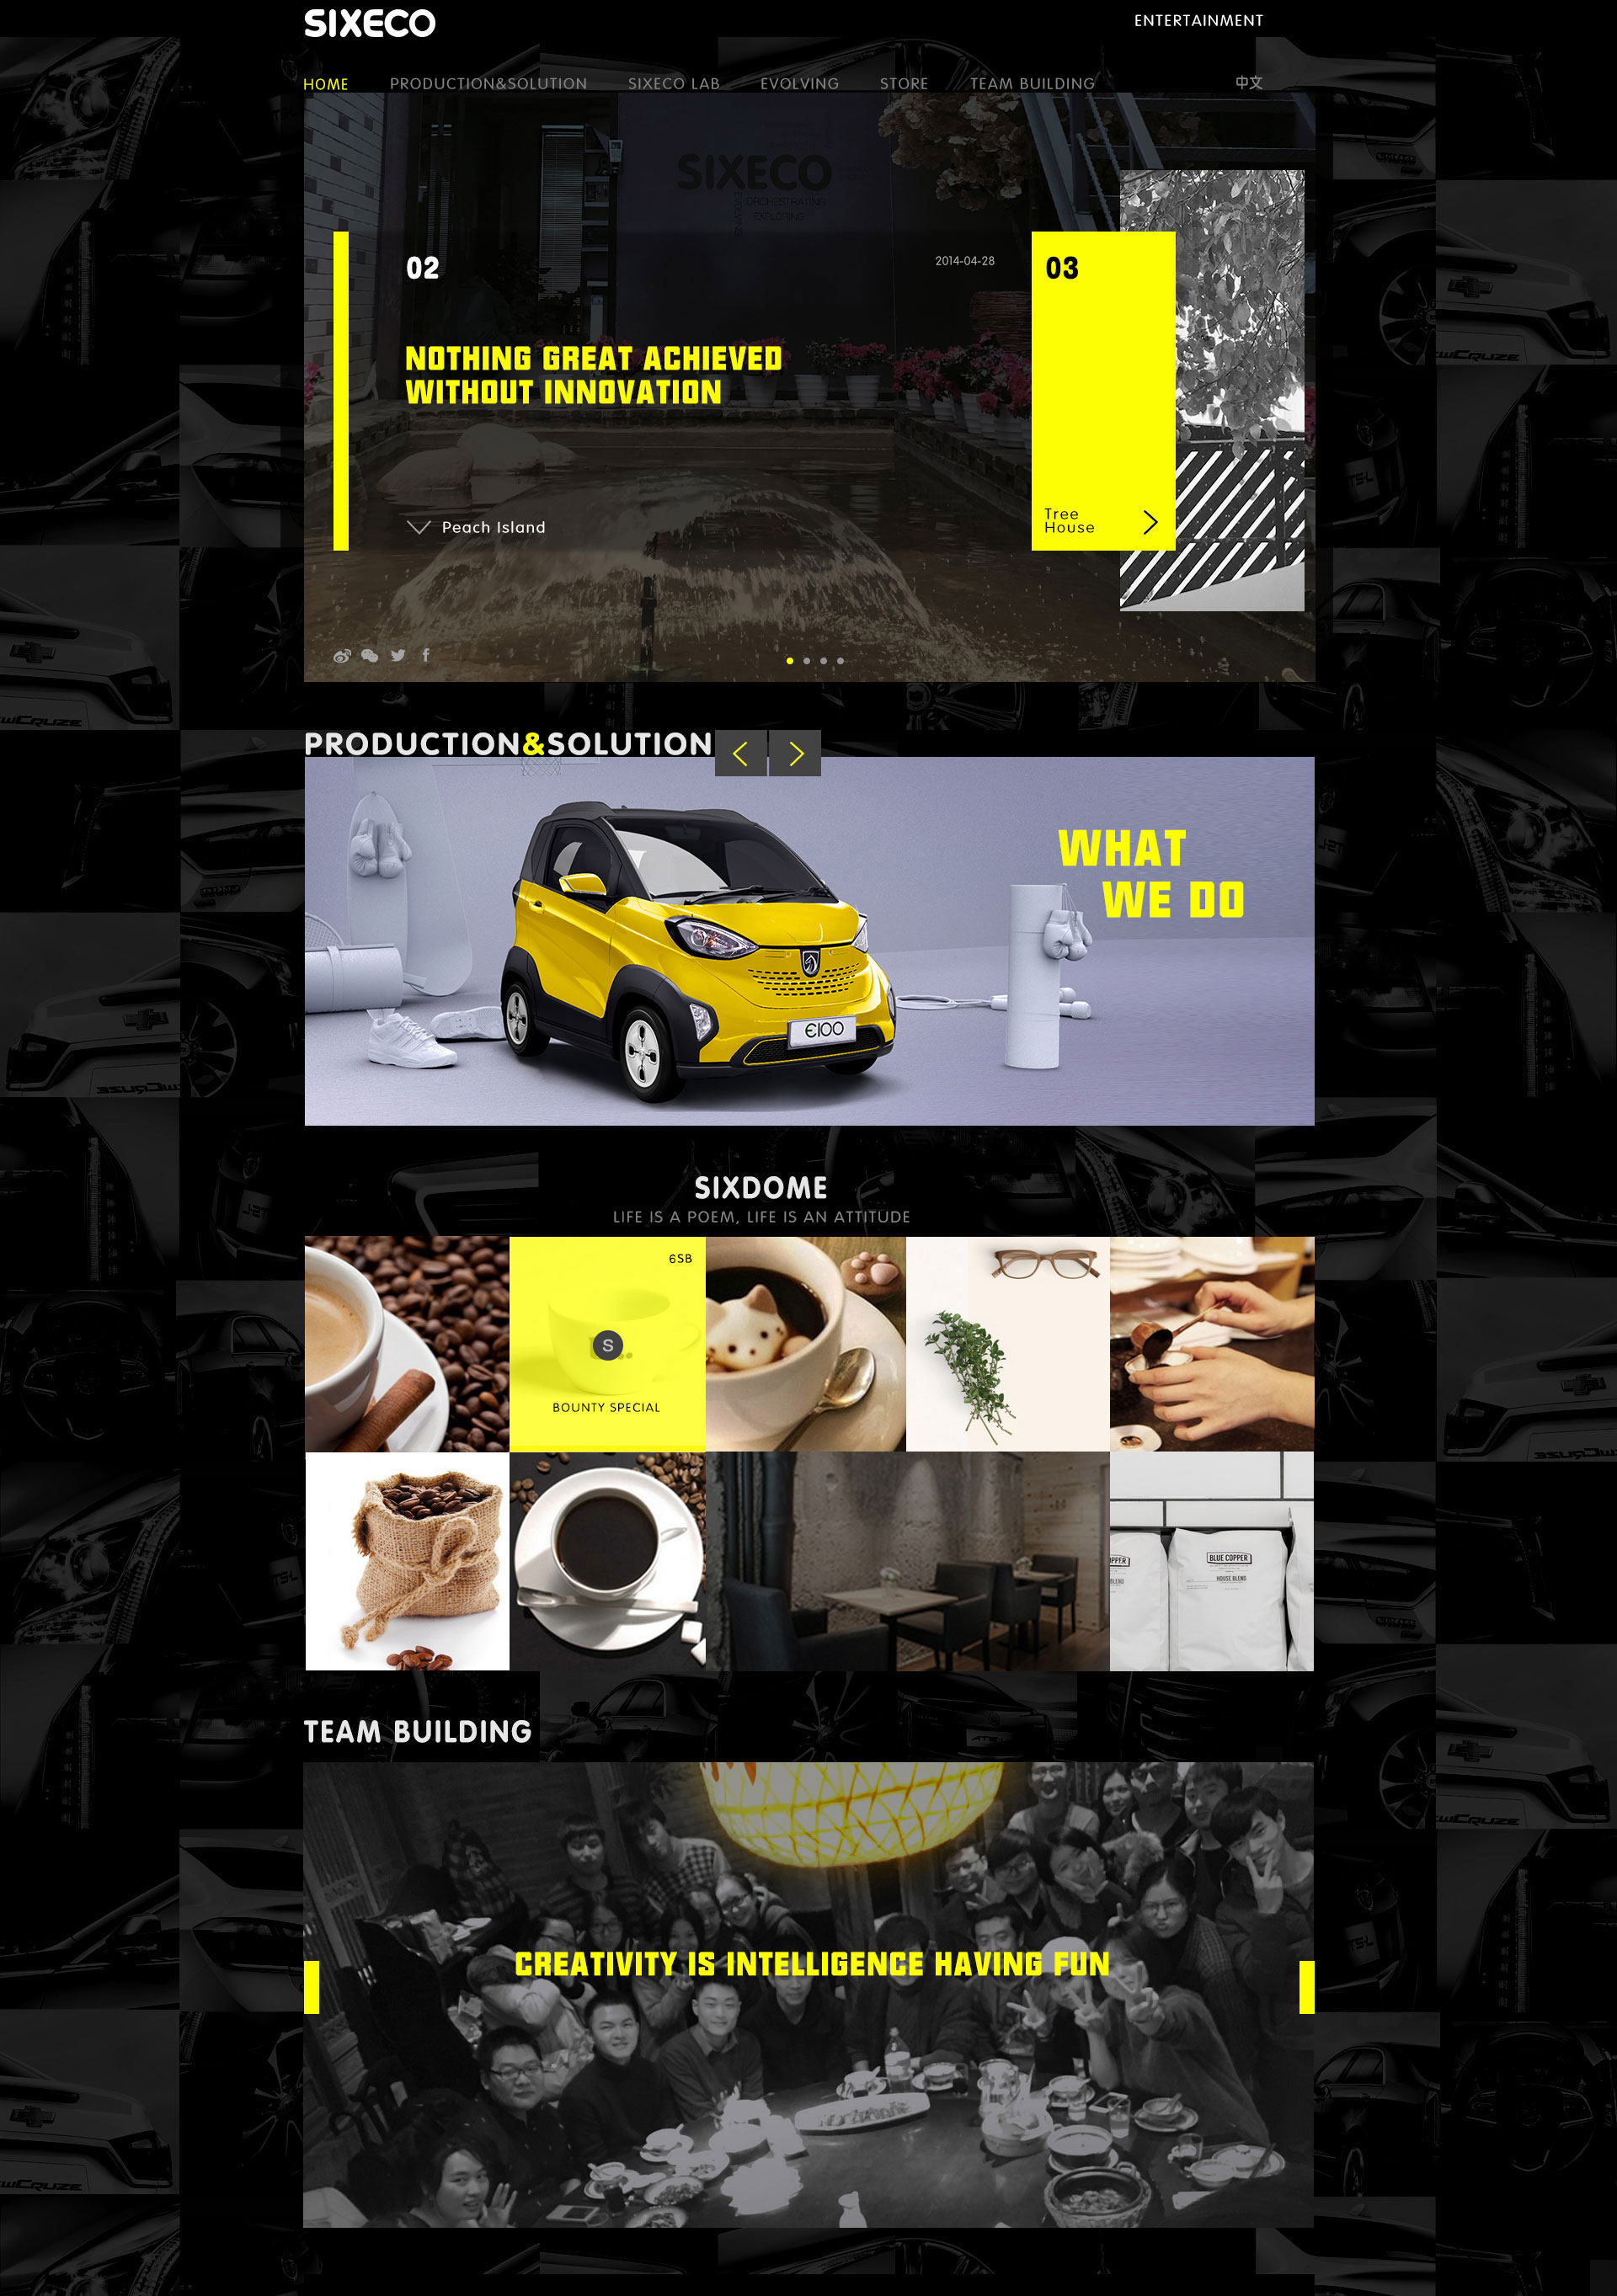 SIXECO
ENTERTAINMENT
HOME PRODUCTION&SOLUTION SIXECO LAB EVOLVING STORE TEAM BUILDING 中文
SIXECO
ORCHESTRATING
EXPLORING
02
2014-04-28
03
NOTHING GREAT ACHIEVED
WITHOUT INNOVATION
Peach Island
Tree
House
PRODUCTION&SOLUTION
WHAT
WE DO
E100
SIXDOME
LIFE IS A POEM, LIFE IS AN ATTITUDE
6SB
S
BOUNTY SPECIAL
BLUE COPPER
HOUSE BLEND
TEAM BUILDING
CREATIVITY IS INTELLIGENCE HAVING FUN